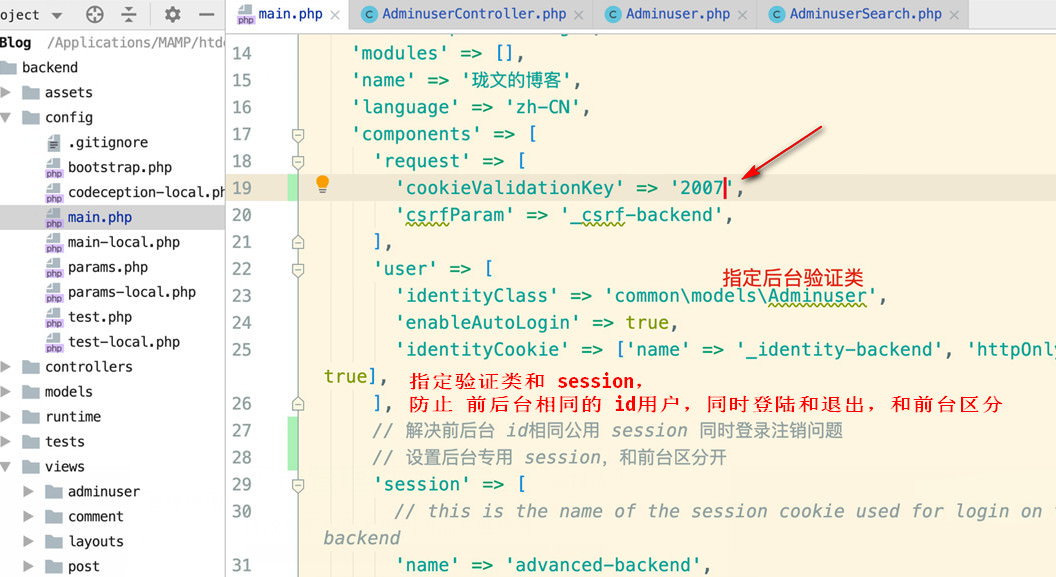 oject
main.php
AdminuserController.php
Adminuser.php
AdminuserSearch.php
Blog /Applications/MAMP/htd
backend
assets
config
.gitignore
bootstrap.php
codeception-local.ph
main.php
main-local.php
params.php
params-local.php
test.php
test-local.php
controllers
models
runtime
tests
views
adminuser
comment
layouts
post
14 'modules' => [],
15 'name' => '珑文的博客',
16 'language' => 'zh-CN',
17 'components' => [
18 'request' => [
19 'cookieValidationKey' => '2007',
20 'csrfParam' => '_csrf-backend',
21 ],
22 'user' => [
指定后台验证类
23 'identityClass' => 'common\models\Adminuser',
24 'enableAutoLogin' => true,
25 'identityCookie' => ['name' => '_identity-backend', 'httpOnly
true],
指定验证类和 session,
26 ],
防止 前后台相同的 id用户，同时登陆和退出，和前台区分
27 // 解决前后台 id相同公用 session 同时登录注销问题
28 // 设置后台专用 session，和前台区分开
29 'session' => [
30 // this is the name of the session cookie used for login on
backend
31 'name' => 'advanced-backend',